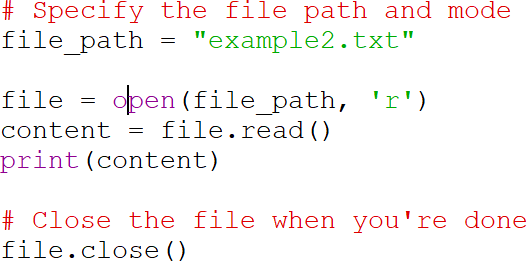 # Specify the file path and mode
file_path = "example2.txt"
file = open(file_path, 'r')
content = file.read()
print(content)
# Close the file when you're done
file.close()